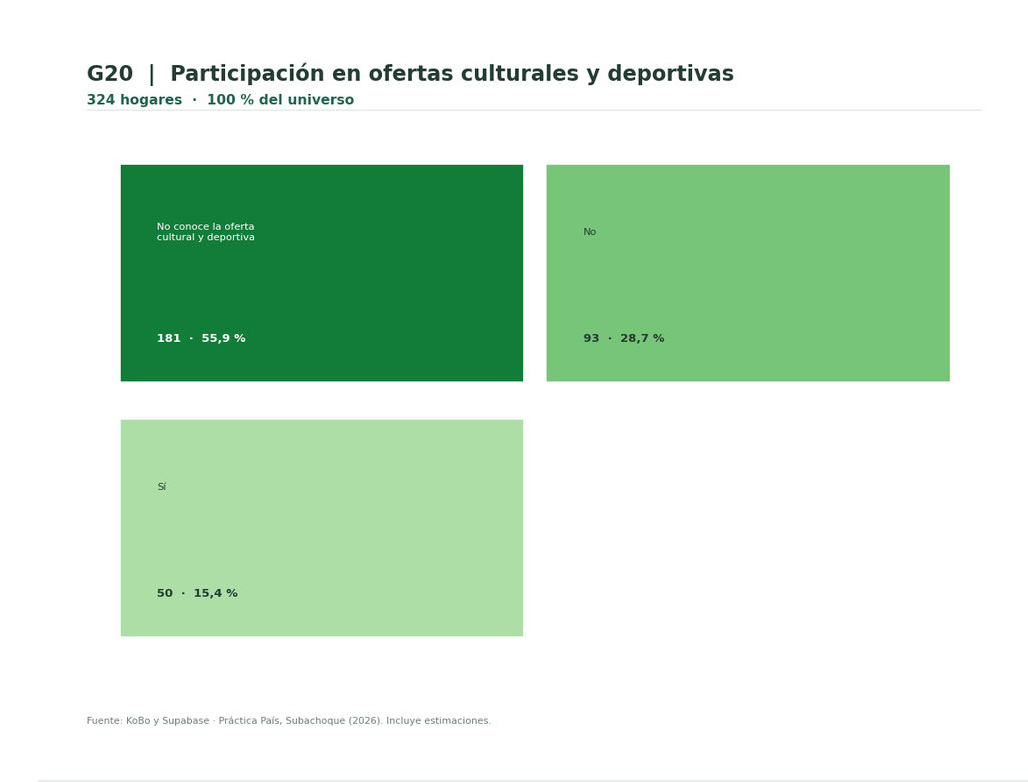 G20 | Participación en ofertas culturales y deportivas
324 hogares · 100 % del universo
No conoce la oferta
cultural y deportiva
181 · 55,9 %
No
93 · 28,7 %
Sí
50 · 15,4 %
Fuente: KoBo y Supabase · Práctica País, Subachoque (2026). Incluye estimaciones.